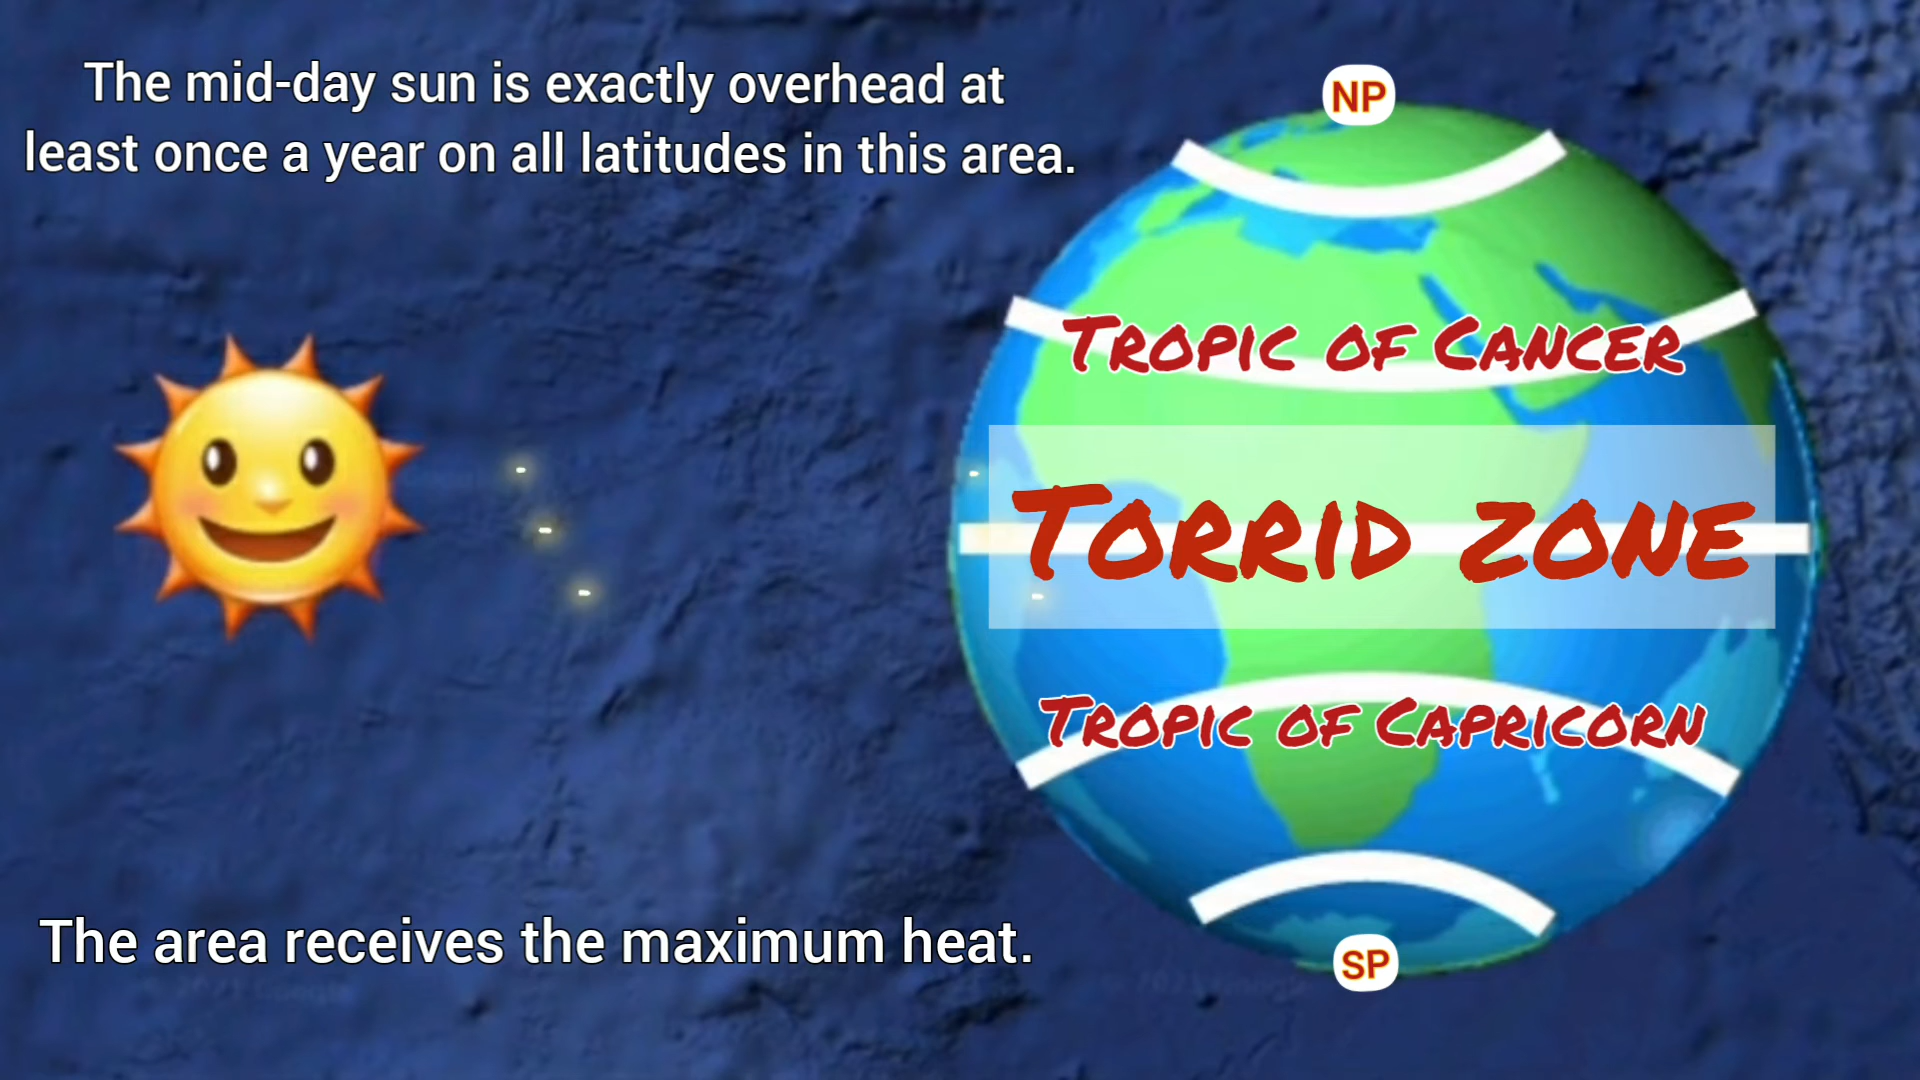 The mid-day sun is exactly overhead at
least once a year on all latitudes in this area.
NP
Tropic of Cancer
Torrid zone
Tropic of Capricorn
The area receives the maximum heat.
SP